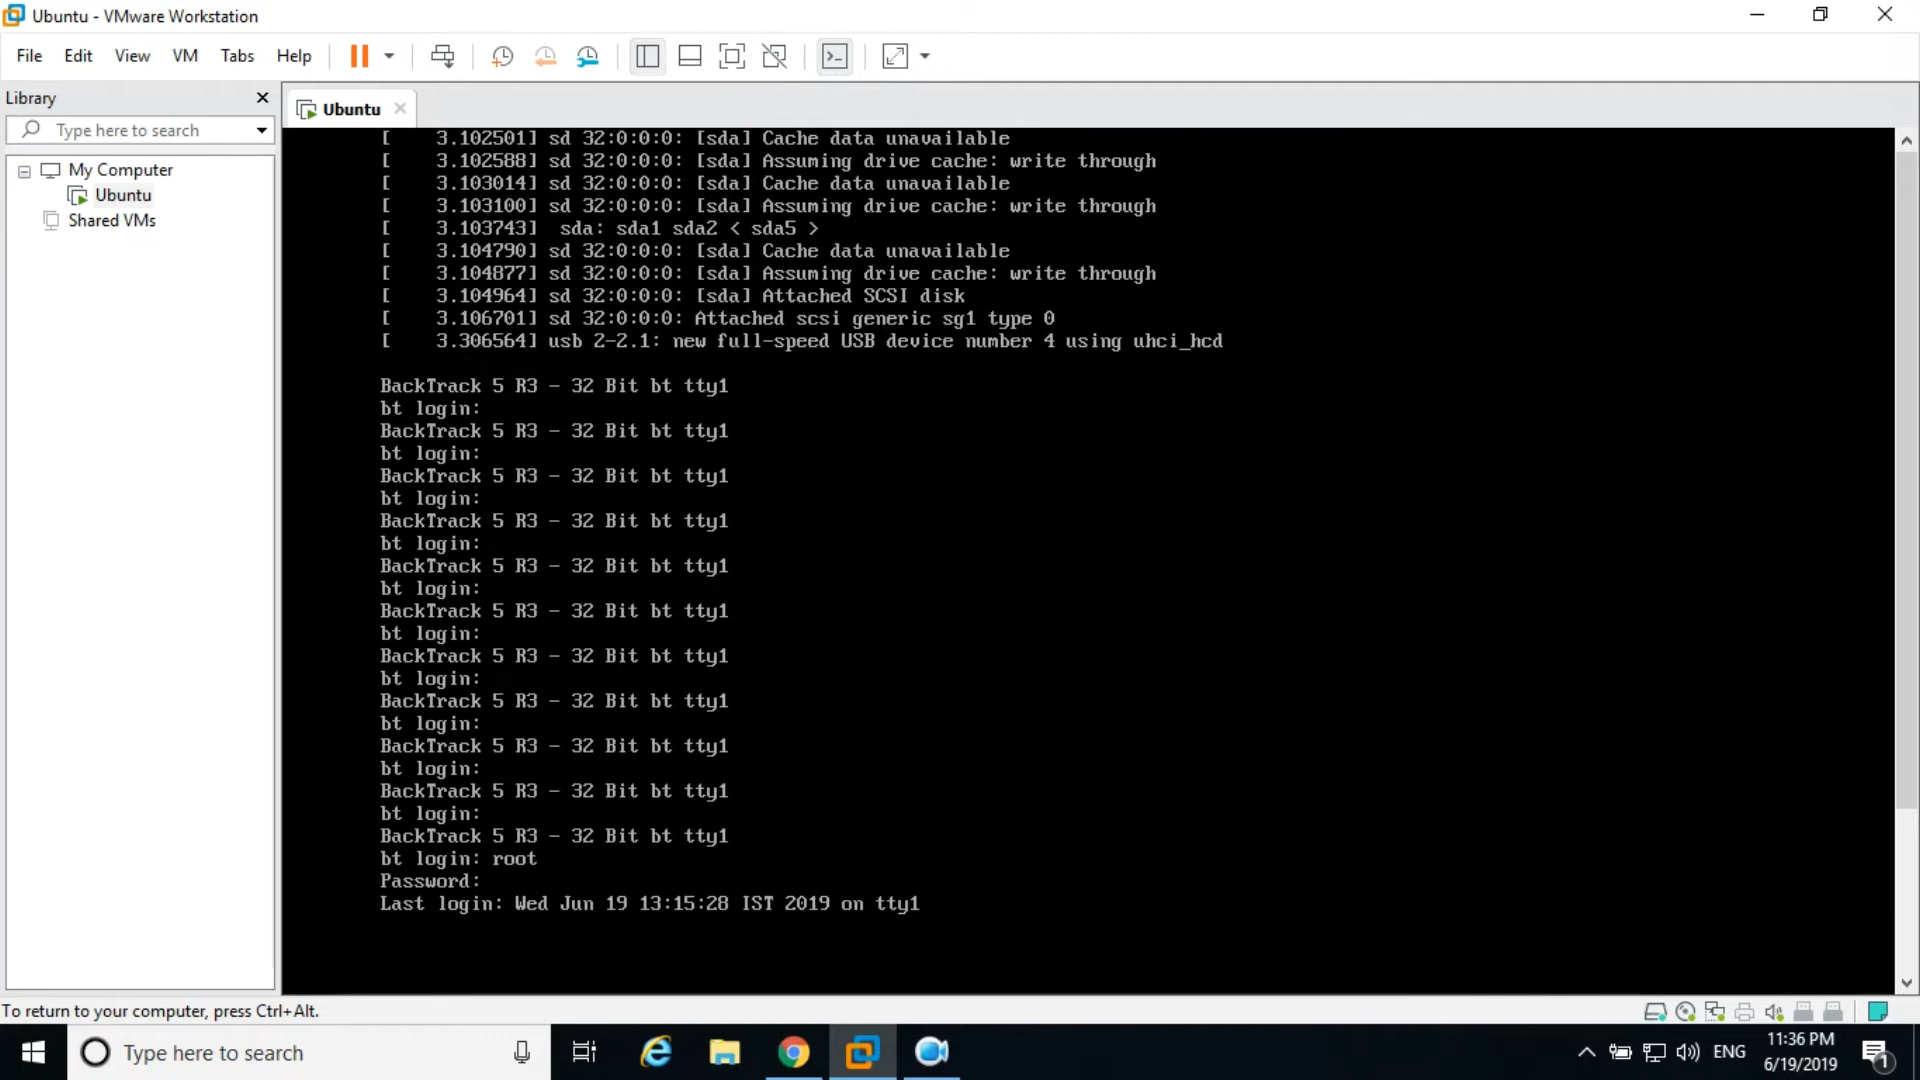 Ubuntu - VMware Workstation
File Edit View VM Tabs Help
Library
Type here to search
My Computer
Ubuntu
Shared VMs
Ubuntu
[    3.102501] sd 32:0:0:0: [sda] Cache data unavailable
[    3.102588] sd 32:0:0:0: [sda] Assuming drive cache: write through
[    3.103014] sd 32:0:0:0: [sda] Cache data unavailable
[    3.103100] sd 32:0:0:0: [sda] Assuming drive cache: write through
[    3.103743]  sda: sda1 sda2 < sda5 >
[    3.104790] sd 32:0:0:0: [sda] Cache data unavailable
[    3.104877] sd 32:0:0:0: [sda] Assuming drive cache: write through
[    3.104964] sd 32:0:0:0: [sda] Attached SCSI disk
[    3.106701] sd 32:0:0:0: Attached scsi generic sg1 type 0
[    3.306564] usb 2-2.1: new full-speed USB device number 4 using uhci_hcd
BackTrack 5 R3 - 32 Bit bt tty1
bt login:
BackTrack 5 R3 - 32 Bit bt tty1
bt login:
BackTrack 5 R3 - 32 Bit bt tty1
bt login:
BackTrack 5 R3 - 32 Bit bt tty1
bt login:
BackTrack 5 R3 - 32 Bit bt tty1
bt login:
BackTrack 5 R3 - 32 Bit bt tty1
bt login:
BackTrack 5 R3 - 32 Bit bt tty1
bt login:
BackTrack 5 R3 - 32 Bit bt tty1
bt login:
BackTrack 5 R3 - 32 Bit bt tty1
bt login:
BackTrack 5 R3 - 32 Bit bt tty1
bt login:
BackTrack 5 R3 - 32 Bit bt tty1
bt login: root
Password:
Last login: Wed Jun 19 13:15:28 IST 2019 on tty1
To return to your computer, press Ctrl+Alt.
Type here to search
ENG
11:36 PM
6/19/2019
1